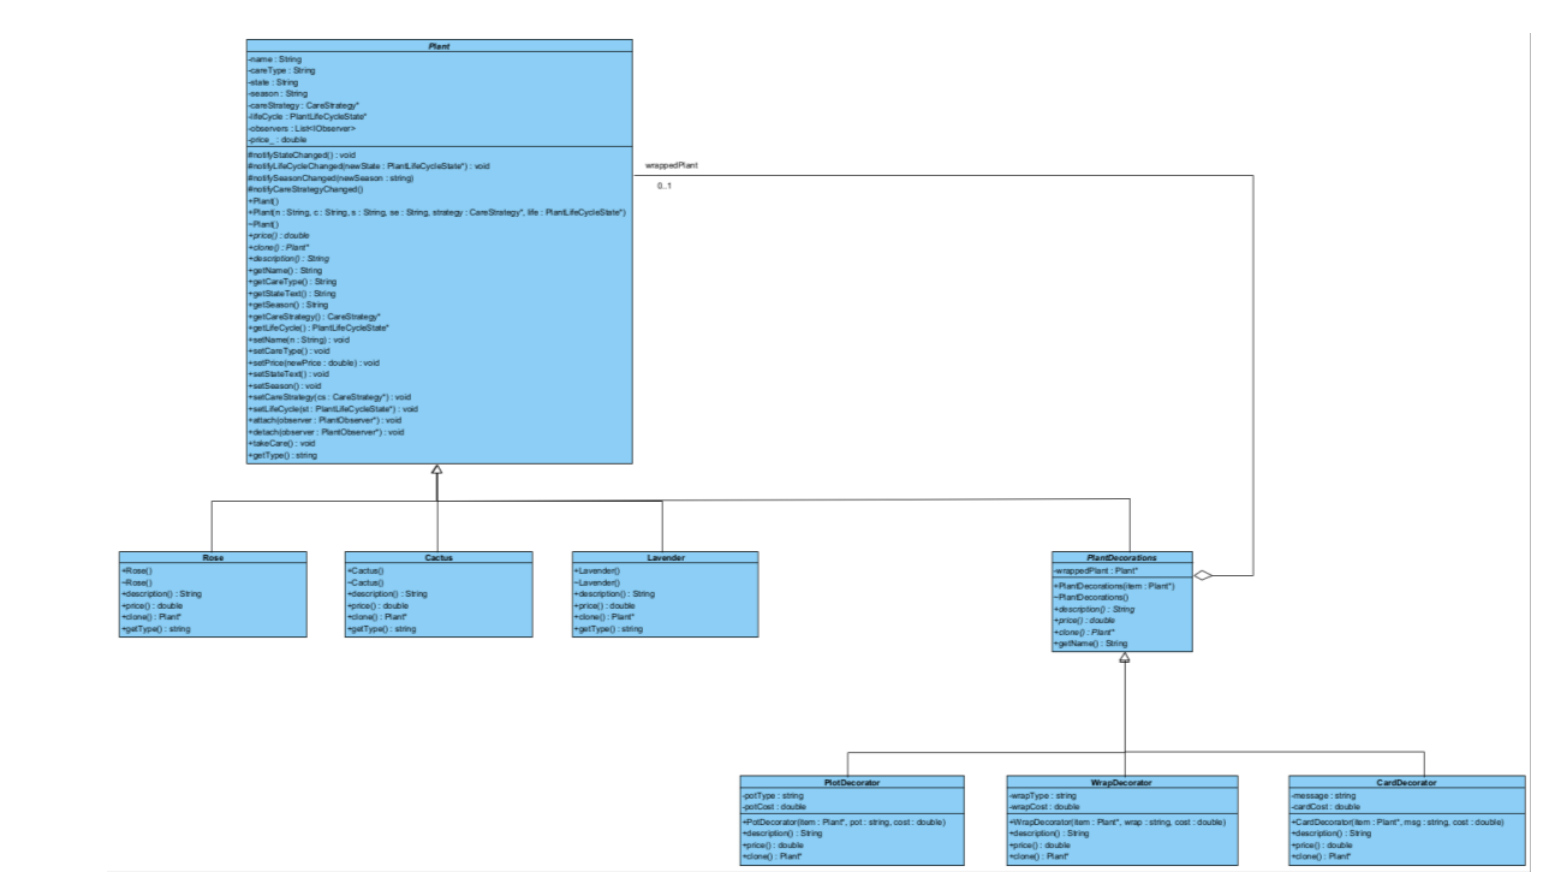 Plant
-name : String
-careType : String
-state : String
-season : String
-careStrategy : CareStrategy*
-lifeCycle : PlantLifeCycleState*
-observers : List<IObserver>
-price_ : double
#notifyStateChanged() : void
#notifyLifeCycleChanged(newState : PlantLifeCycleState*) : void
#notifySeasonChanged(newSeason : string)
#notifyCareStrategyChanged()
+Plant()
+Plant(n : String, c : String, s : String, se : String, strategy : CareStrategy*, life : PlantLifeCycleState*)
~Plant()
+price() : double
+clone() : Plant*
+description() : String
+getName() : String
+getCareType() : String
+getStateText() : String
+getSeason() : String
+getCareStrategy() : CareStrategy*
+getLifeCycle() : PlantLifeCycleState*
+setName(n : String) : void
+setCareType() : void
+setPrice(newPrice : double) : void
+setStateText() : void
+setSeason() : void
+setCareStrategy(cs : CareStrategy*) : void
+setLifeCycle(st : PlantLifeCycleState*) : void
+attach(observer : PlantObserver*) : void
+detach(observer : PlantObserver*) : void
+takeCare() : void
+getType() : string
wrappedPlant
0..1
Rose
+Rose()
~Rose()
+description() : String
+price() : double
+clone() : Plant*
+getType() : string
Cactus
+Cactus()
~Cactus()
+description() : String
+price() : double
+clone() : Plant*
+getType() : string
Lavender
+Lavender()
~Lavender()
+description() : String
+price() : double
+clone() : Plant*
+getType() : string
PlantDecorations
-wrappedPlant : Plant*
+PlantDecorations(item : Plant*)
~PlantDecorations()
+description() : String
+price() : double
+clone() : Plant*
+getName() : String
PlotDecorator
-potType : string
-potCost : double
+PotDecorator(item : Plant*, pot : string, cost : double)
+description() : String
+price() : double
+clone() : Plant*
WrapDecorator
-wrapType : string
-wrapCost : double
+WrapDecorator(item : Plant*, wrap : string, cost : double)
+description() : String
+price() : double
+clone() : Plant*
CardDecorator
-message : string
-cardCost : double
+CardDecorator(item : Plant*, msg : string, cost : double)
+description() : String
+price() : double
+clone() : Plant*